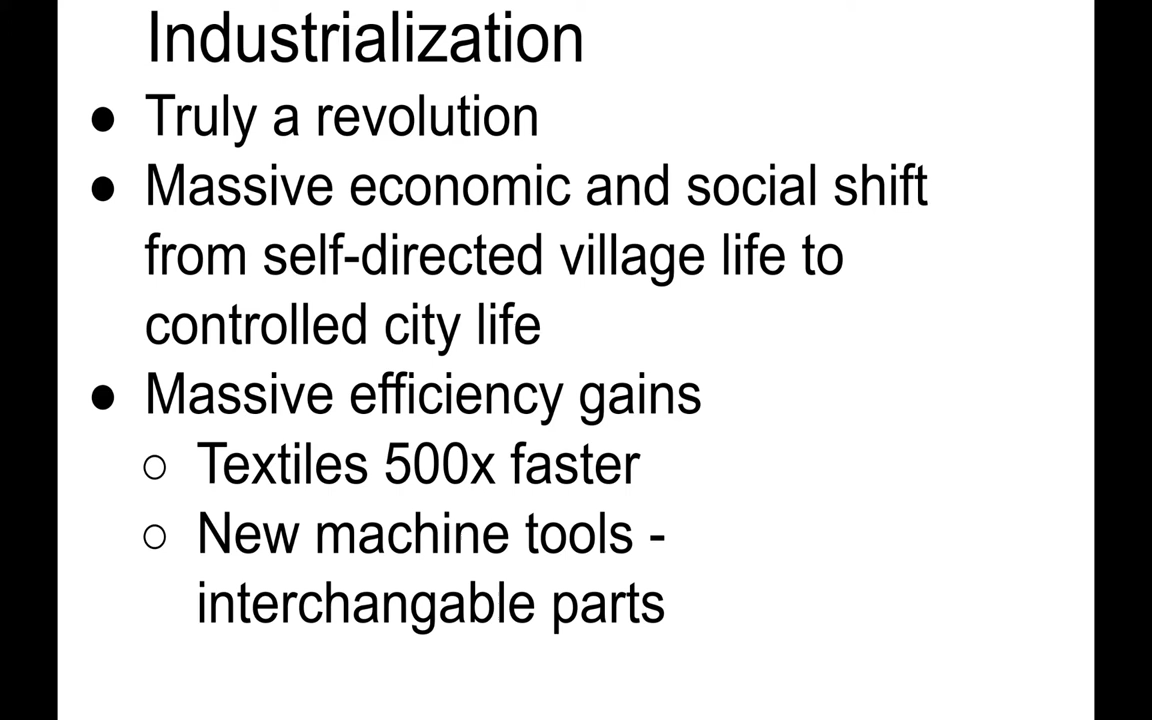 Industrialization
● Truly a revolution
● Massive economic and social shift
from self-directed village life to
controlled city life
● Massive efficiency gains
○ Textiles 500x faster
○ New machine tools -
interchangable parts